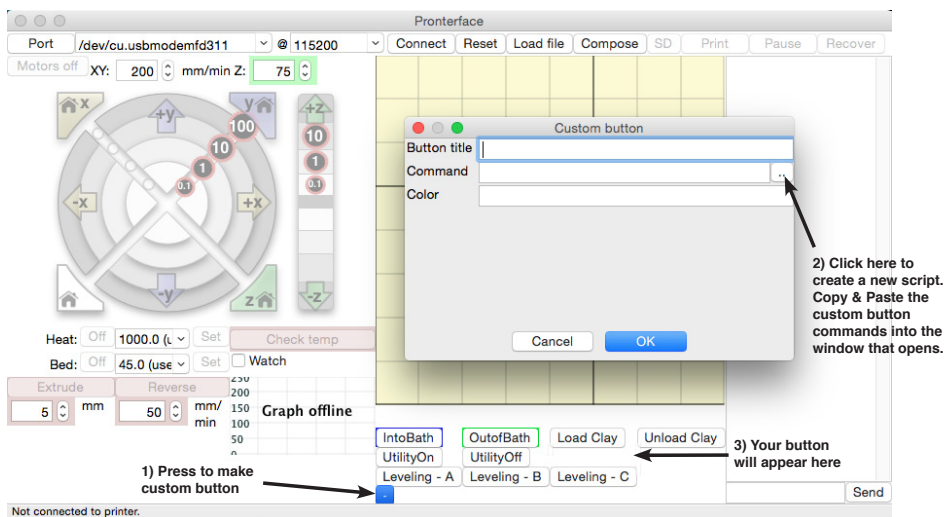 Pronterface
Port /dev/cu.usbmodemfd311 @ 115200 Connect Reset Load file Compose SD Print Pause Recover
Motors off XY: 200 mm/min Z: 75
X +y y +z
100 10
10 1
1 0.1
0.1
-x +x
-y z -z
Custom button
Button title
Command ..
Color
Cancel OK
2) Click here to
create a new script.
Copy & Paste the
custom button
commands into the
window that opens.
Heat: Off 1000.0 (u Set Check temp
Bed: Off 45.0 (use Set Watch
Extrude Reverse
5 mm 50 mm/
min
250
200
150
100
50
0
Graph offline
IntoBath OutofBath Load Clay Unload Clay
UtilityOn UtilityOff
Leveling - A Leveling - B Leveling - C
3) Your button
will appear here
1) Press to make
custom button
Send
Not connected to printer.